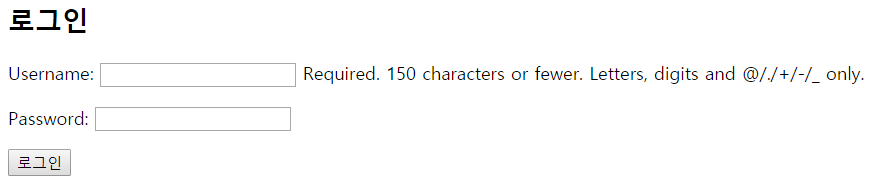 로그인
Username: Required. 150 characters or fewer. Letters, digits and @/./+/-/_ only.
Password:
로그인